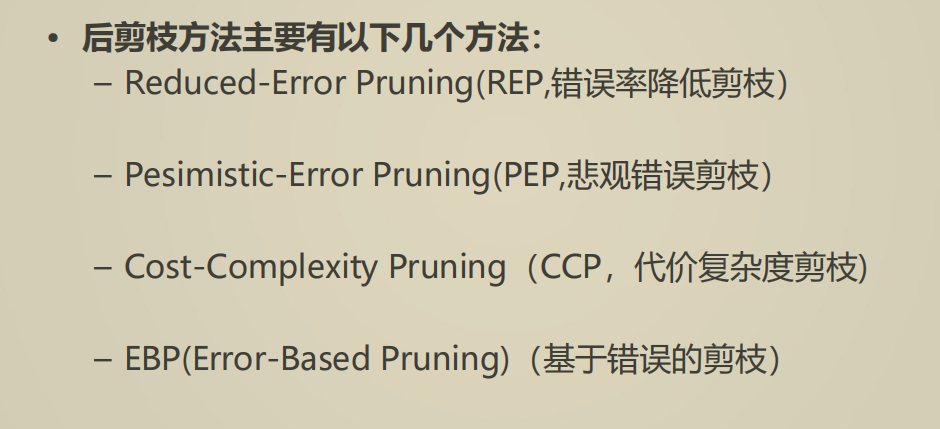 • 后剪枝方法主要有以下几个方法：
– Reduced-Error Pruning(REP,错误率降低剪枝）
– Pesimistic-Error Pruning(PEP,悲观错误剪枝）
– Cost-Complexity Pruning（CCP，代价复杂度剪枝)
– EBP(Error-Based Pruning)（基于错误的剪枝）